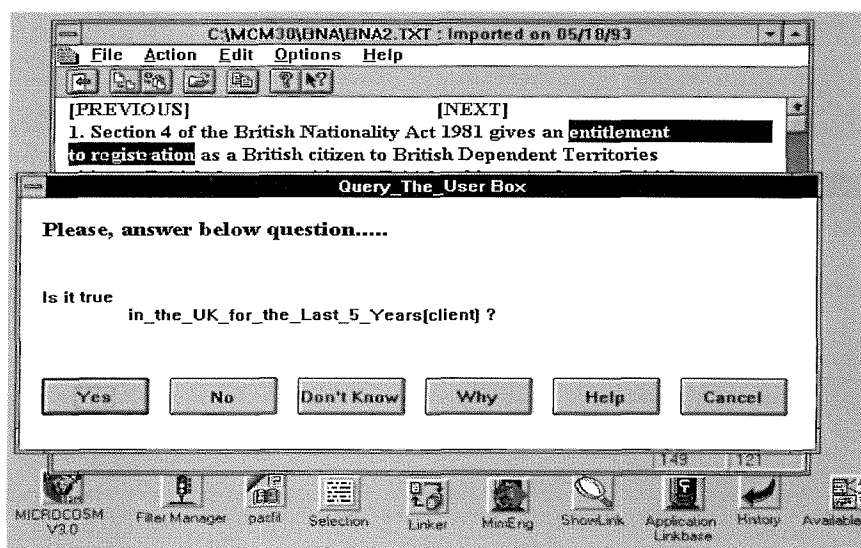 C:\MCM30\BNA\BNA2.TXT : Imported on 05/18/93
File Action Edit Options Help
[PREVIOUS] [NEXT]
1. Section 4 of the British Nationality Act 1981 gives an entitlement
to registration as a British citizen to British Dependent Territories
Query_The_User Box
Please, answer below question.....
Is it true
in_the_UK_for_the_Last_5_Years(client) ?
Yes No Don't Know Why Help Cancel
143 121
MICROCOSM Filter Manager Selection Linker MiniEng ShowLink Application History Available
V3.0 Linkbase